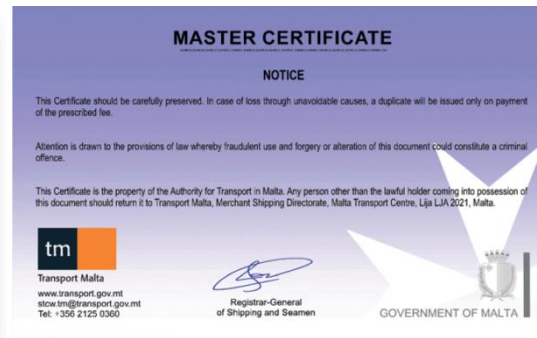 MASTER CERTIFICATE
NOTICE
This Certificate should be carefully preserved. In case of loss through unavoidable causes, a duplicate will be issued only on payment
of the prescribed fee.
Attention is drawn to the provisions of law whereby fraudulent use and forgery or alteration of this document could constitute a criminal
offence.
This Certificate is the property of the Authority for Transport in Malta. Any person other than the lawful holder coming into possession of
this document should return it to Transport Malta, Merchant Shipping Directorate, Malta Transport Centre, Lija LJA 2021, Malta.
tm
Transport Malta
www.transport.gov.mt
stcw.tm@transport.gov.mt
Tel: +356 2125 0360
Registrar-General
of Shipping and Seamen
GOVERNMENT OF MALTA